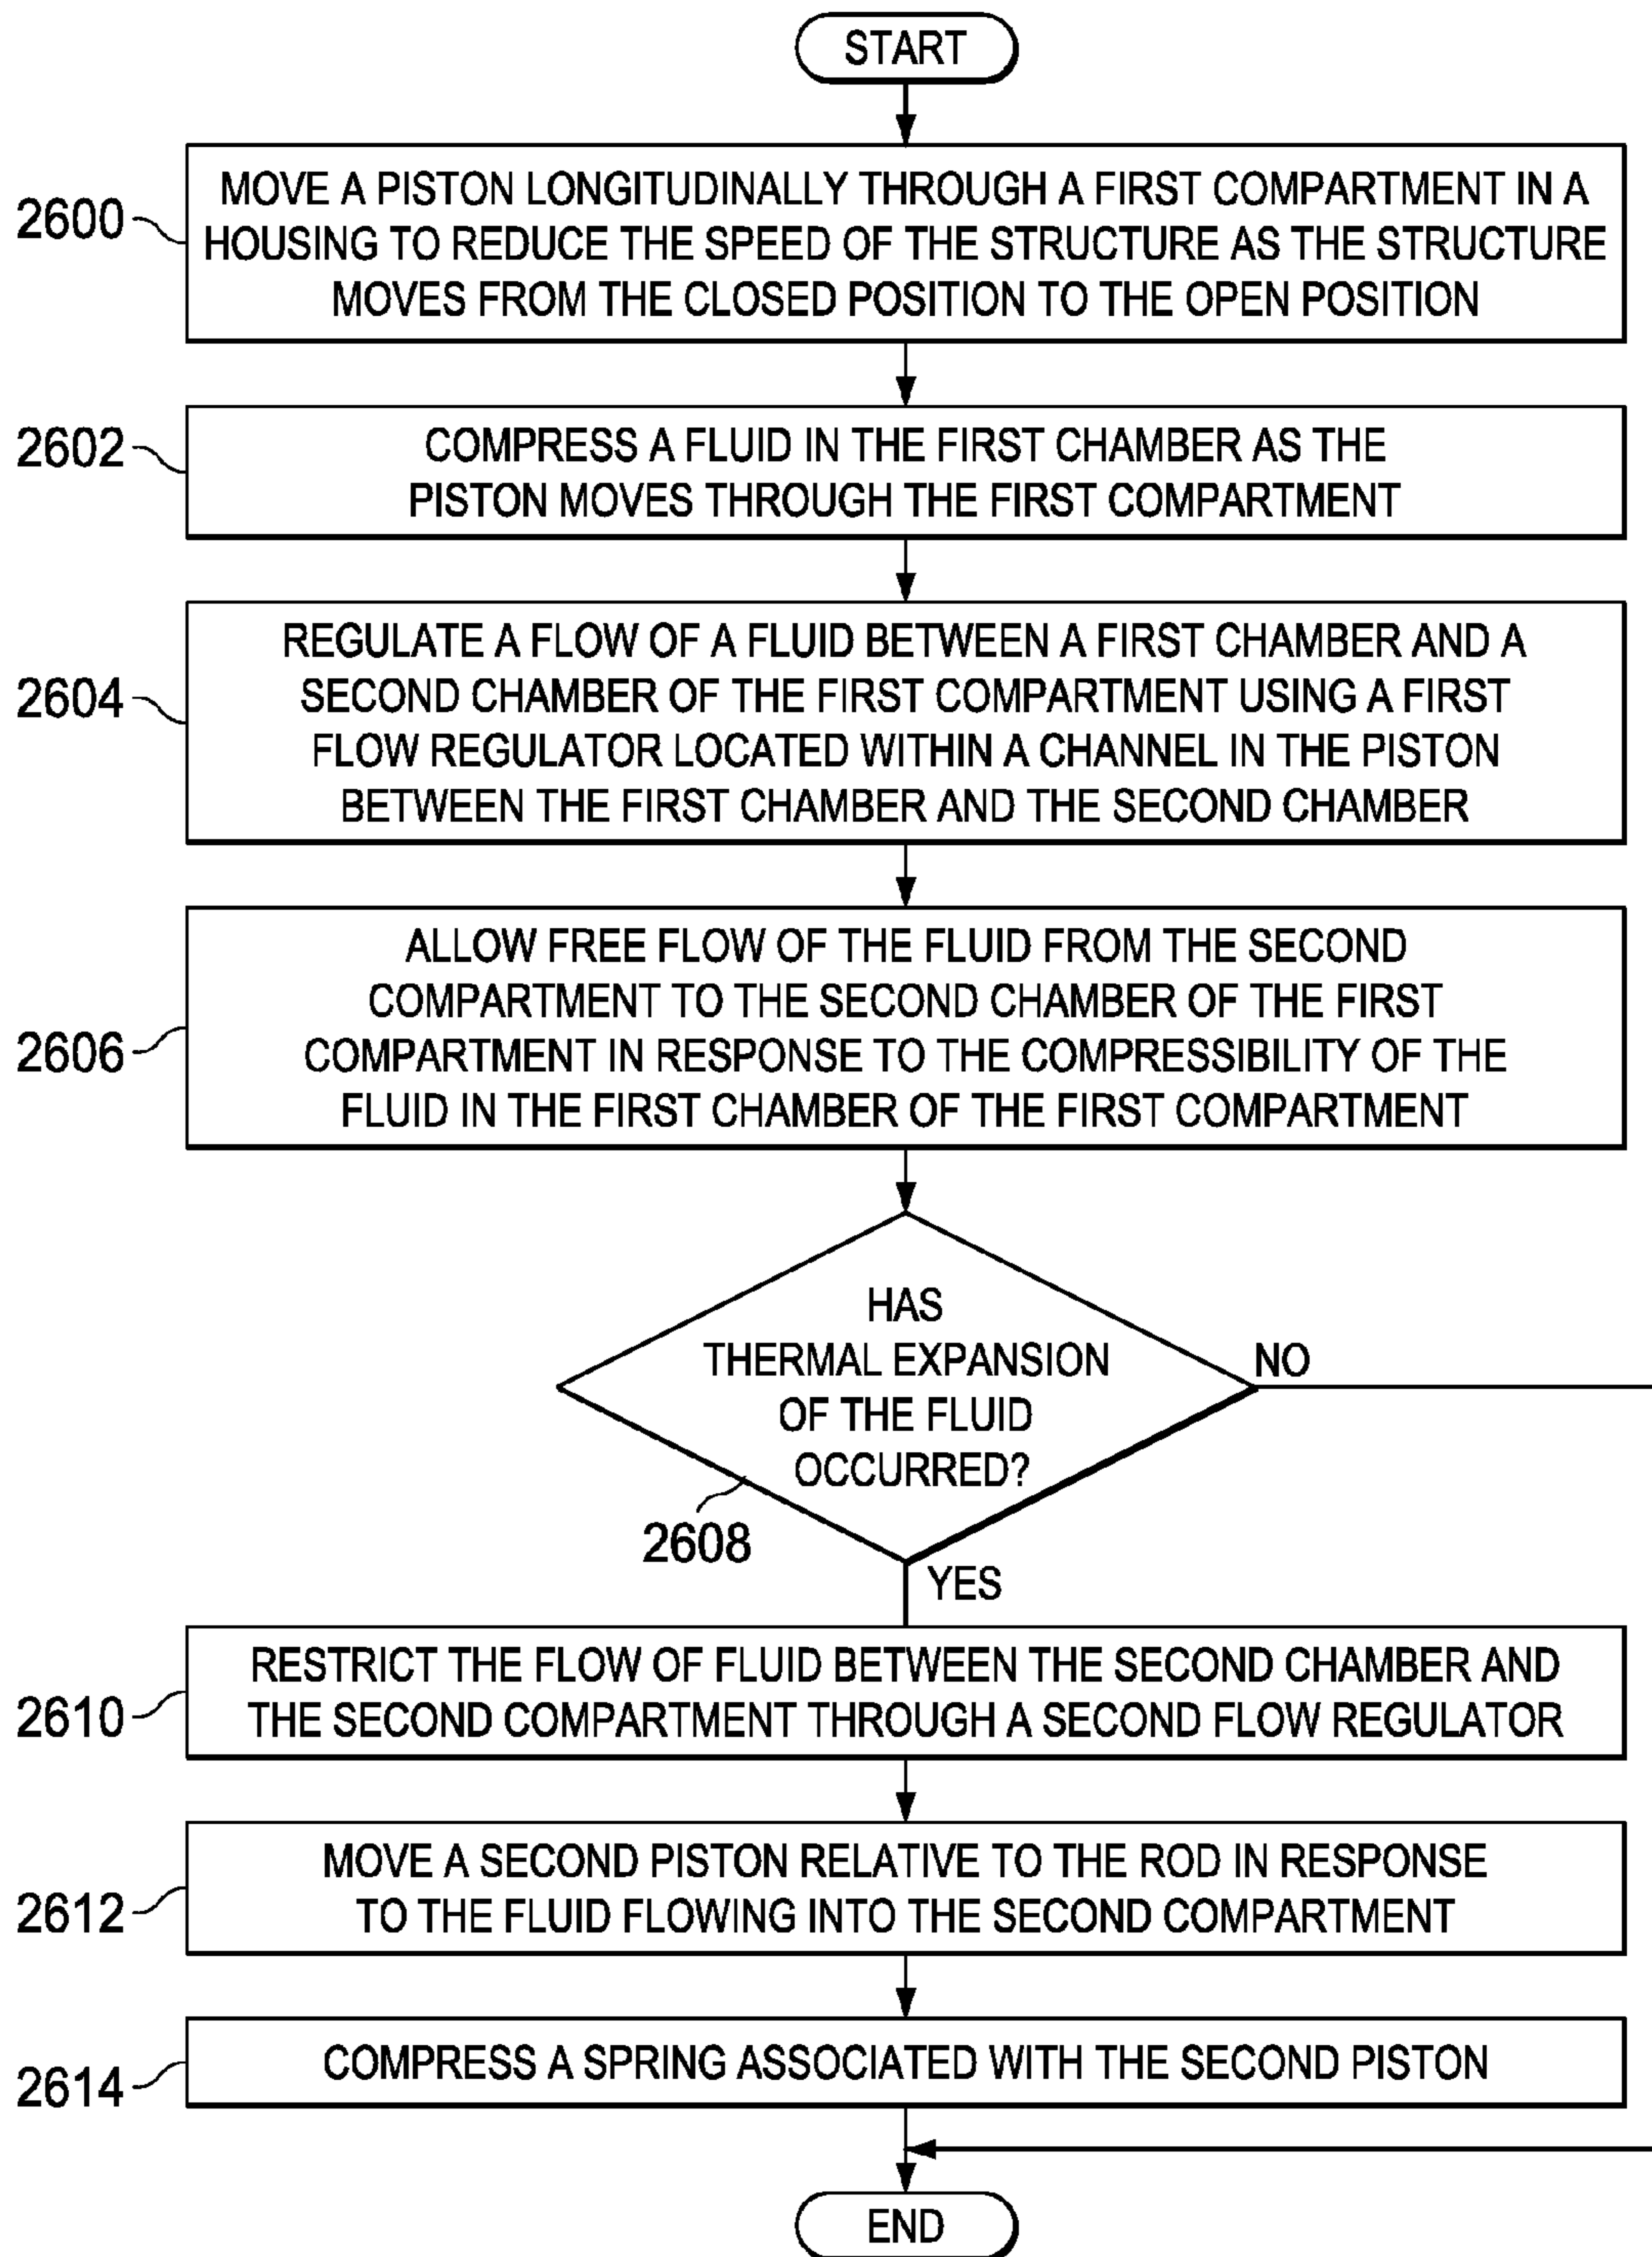 START
2600
MOVE A PISTON LONGITUDINALLY THROUGH A FIRST COMPARTMENT IN A
HOUSING TO REDUCE THE SPEED OF THE STRUCTURE AS THE STRUCTURE
MOVES FROM THE CLOSED POSITION TO THE OPEN POSITION
2602
COMPRESS A FLUID IN THE FIRST CHAMBER AS THE
PISTON MOVES THROUGH THE FIRST COMPARTMENT
2604
REGULATE A FLOW OF A FLUID BETWEEN A FIRST CHAMBER AND A
SECOND CHAMBER OF THE FIRST COMPARTMENT USING A FIRST
FLOW REGULATOR LOCATED WITHIN A CHANNEL IN THE PISTON
BETWEEN THE FIRST CHAMBER AND THE SECOND CHAMBER
2606
ALLOW FREE FLOW OF THE FLUID FROM THE SECOND
COMPARTMENT TO THE SECOND CHAMBER OF THE FIRST
COMPARTMENT IN RESPONSE TO THE COMPRESSIBILITY OF THE
FLUID IN THE FIRST CHAMBER OF THE FIRST COMPARTMENT
HAS
THERMAL EXPANSION
OF THE FLUID
OCCURRED?
NO
2608
YES
2610
RESTRICT THE FLOW OF FLUID BETWEEN THE SECOND CHAMBER AND
THE SECOND COMPARTMENT THROUGH A SECOND FLOW REGULATOR
2612
MOVE A SECOND PISTON RELATIVE TO THE ROD IN RESPONSE
TO THE FLUID FLOWING INTO THE SECOND COMPARTMENT
2614
COMPRESS A SPRING ASSOCIATED WITH THE SECOND PISTON
END